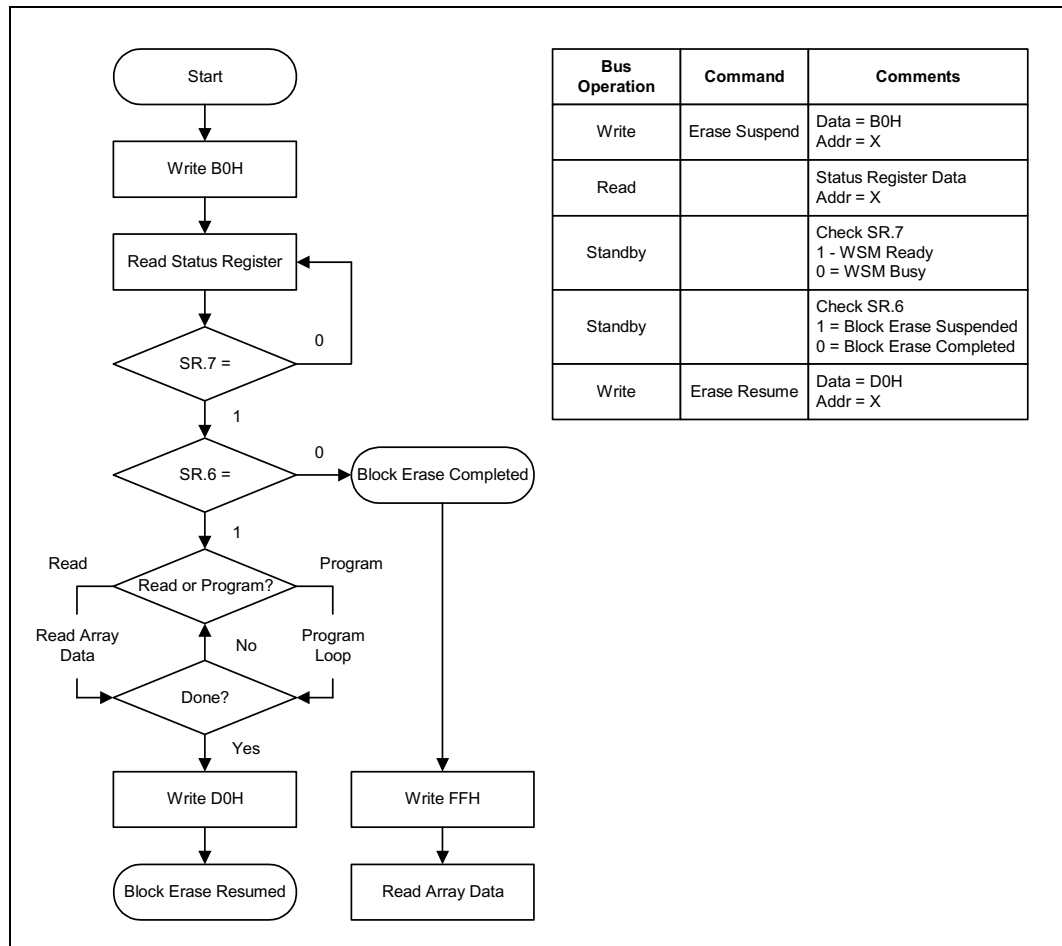 Start
Write B0H
Read Status Register
0
SR.7 =
1
SR.6 =
0
Block Erase Completed
1
Read
Program
Read or Program?
Read Array
Data
No
Program
Loop
Done?
Yes
Write D0H
Write FFH
Block Erase Resumed
Read Array Data
Bus
Operation
Command
Comments
Write
Erase Suspend
Data = B0H
Addr = X
Read
Status Register Data
Addr = X
Standby
Check SR.7
1 - WSM Ready
0 = WSM Busy
Standby
Check SR.6
1 = Block Erase Suspended
0 = Block Erase Completed
Write
Erase Resume
Data = D0H
Addr = X